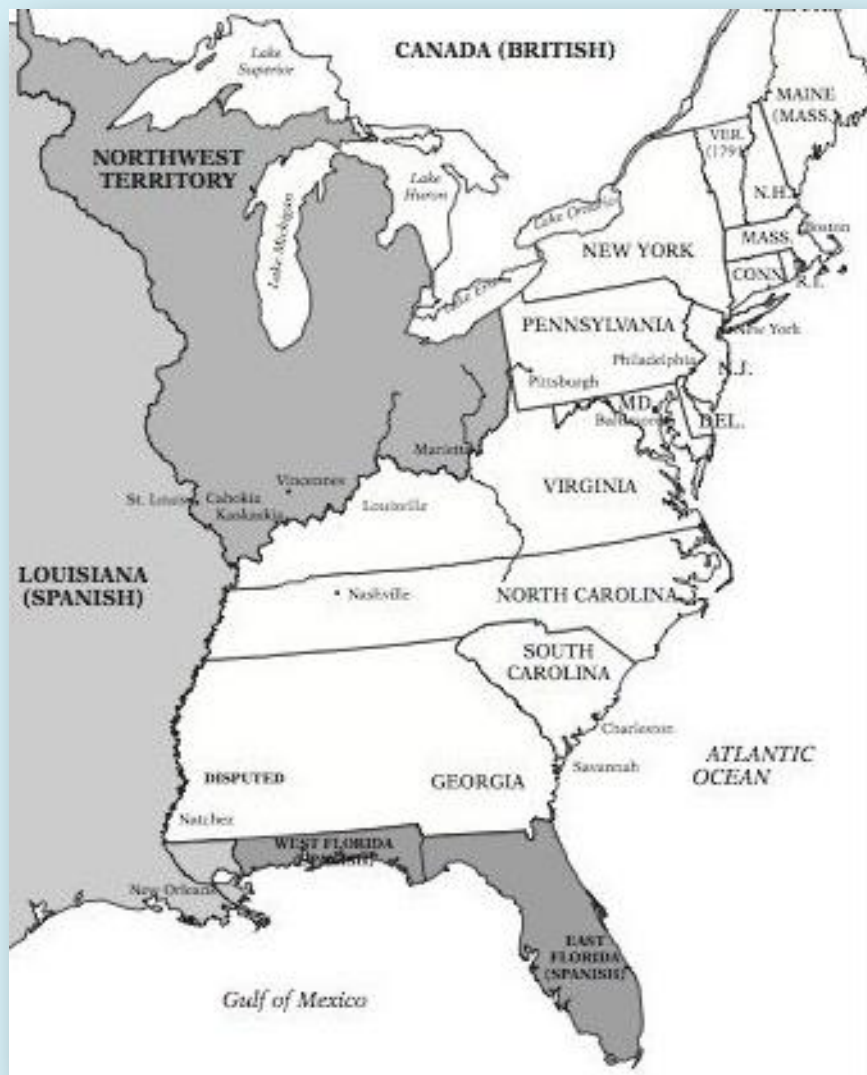 CANADA (BRITISH)
Lake
Superior
MAINE
(MASS.)
VER.
(1791
NORTHWEST
TERRITORY
Lake
Huron
N.H.
Lake Ontario
Boston
MASS.
NEW YORK
Lake Michigan
CONN.
R.I.
Lake Erie
PENNSYLVANIA
New York
Philadelphia
N.J.
Pittsburgh
MD.
Baltimore
DEL.
Marietta
Vincennes
VIRGINIA
St. Louis
Cahokia
Kaskaskia
Louisville
LOUISIANA
(SPANISH)
Nashville
NORTH CAROLINA
SOUTH
CAROLINA
Charleston
ATLANTIC
OCEAN
Savannah
DISPUTED
GEORGIA
Natchez
WEST FLORIDA
(SPANISH)
New Orleans
EAST
FLORIDA
(SPANISH)
Gulf of Mexico